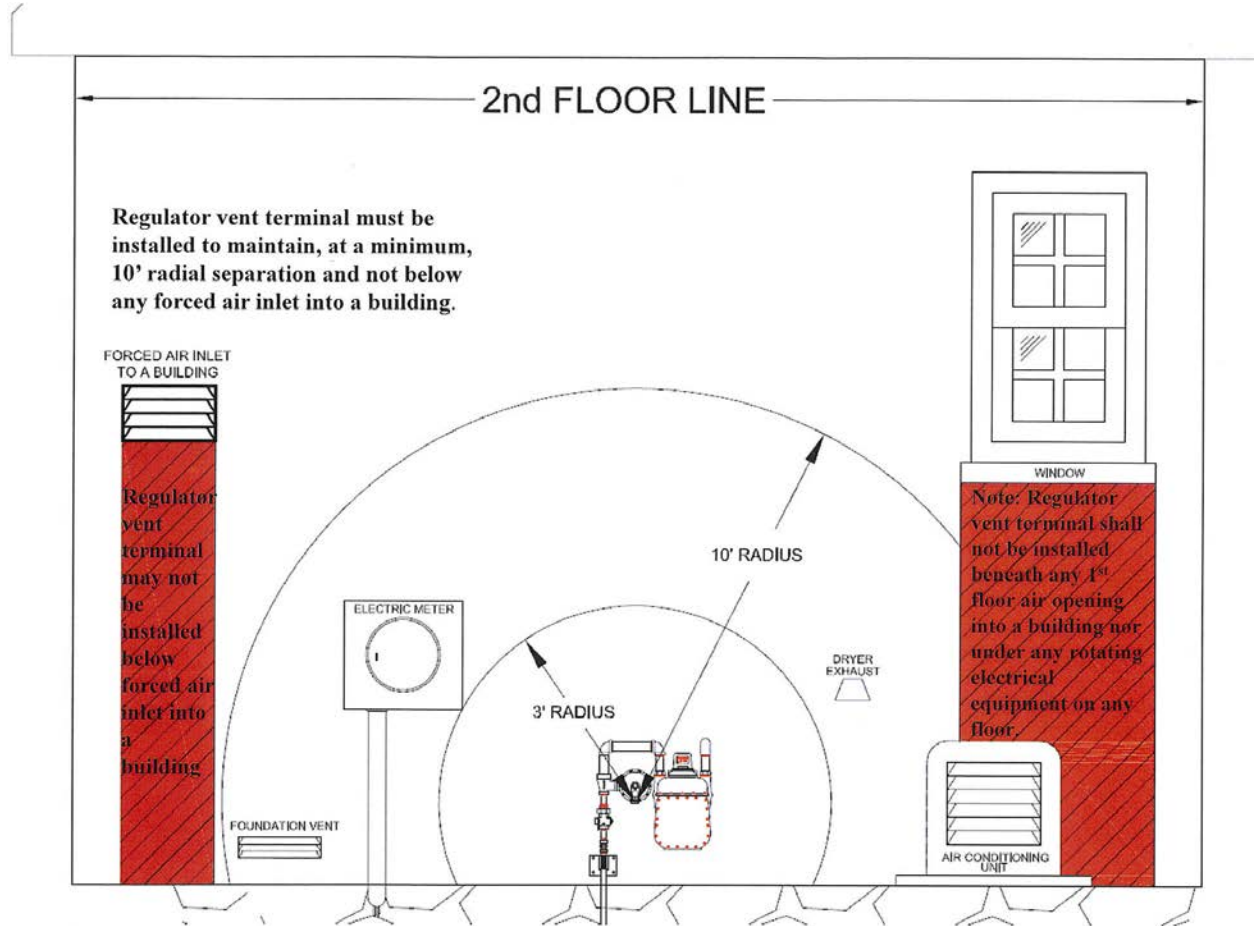 2nd FLOOR LINE
Regulator vent terminal must be
installed to maintain, at a minimum,
10’ radial separation and not below
any forced air inlet into a building.
FORCED AIR INLET
TO A BUILDING
Regulator
vent
terminal
may not
be
installed
below
forced air
inlet into
a
building
WINDOW
Note: Regulator
vent terminal shall
not be installed
beneath any 1st
floor air opening
into a building nor
under any rotating
electrical
equipment on any
floor.
10' RADIUS
ELECTRIC METER
3' RADIUS
DRYER
EXHAUST
FOUNDATION VENT
AIR CONDITIONING
UNIT